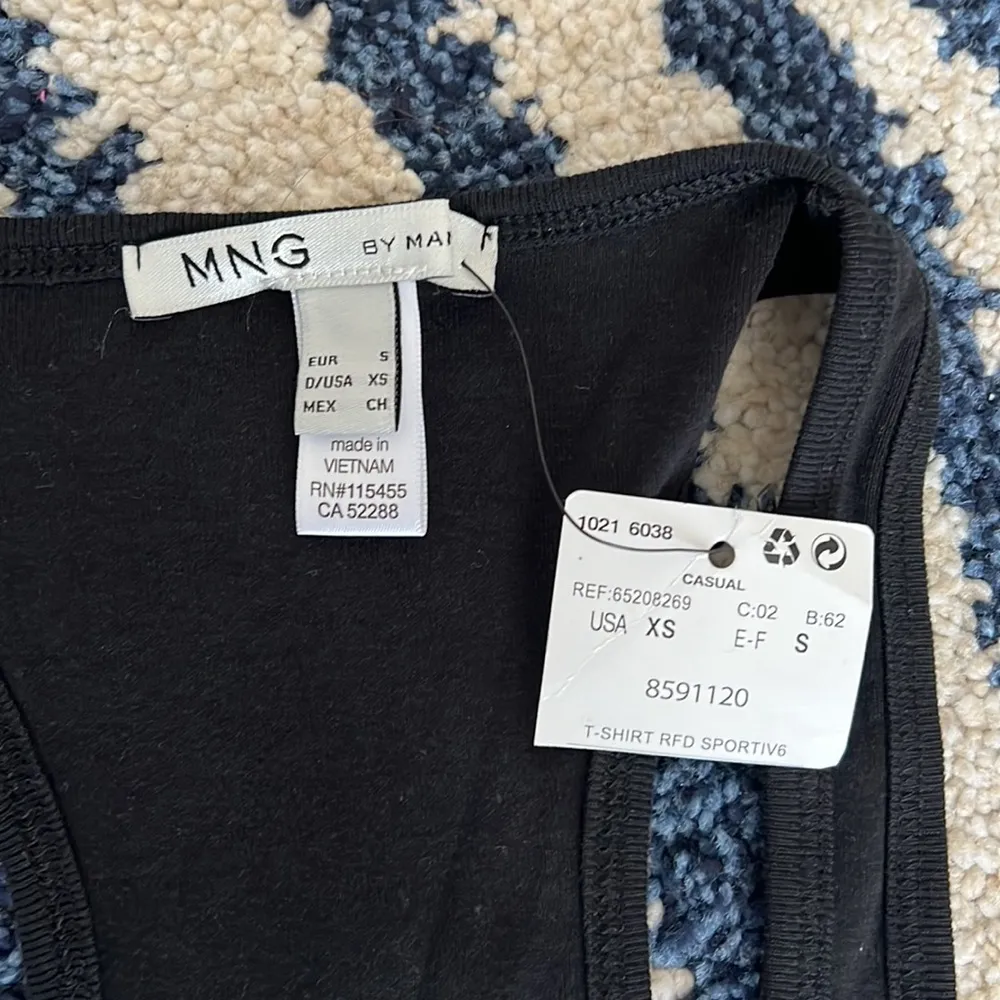 MNG BY MA
EUR S
D/USA XS
MEX CH
made in
VIETNAM
RN#115455
CA 52288
1021 6038
CASUAL
REF:65208269 C:02 B:62
USA XS E-F S
8591120
T-SHIRT RFD SPORTIV6